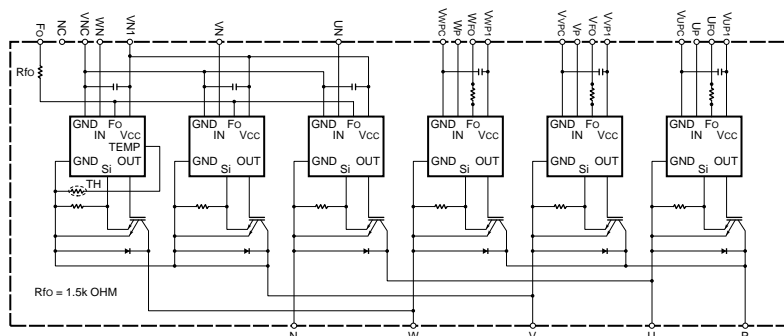 FO
NC
VNC
WN
VN1
VN
UN
VWPC
WP
WFO
VWP1
VVPC
VP
VFO
VVP1
VUPC
UP
UFO
VUP1
RfO
GND FO
IN VCC
TEMP
GND OUT
Si
TH
GND FO
IN VCC
GND OUT
Si
GND FO
IN VCC
GND OUT
Si
GND FO
IN VCC
GND OUT
Si
GND FO
IN VCC
GND OUT
Si
GND FO
IN VCC
GND OUT
Si
RfO = 1.5k OHM
N
W
V
U